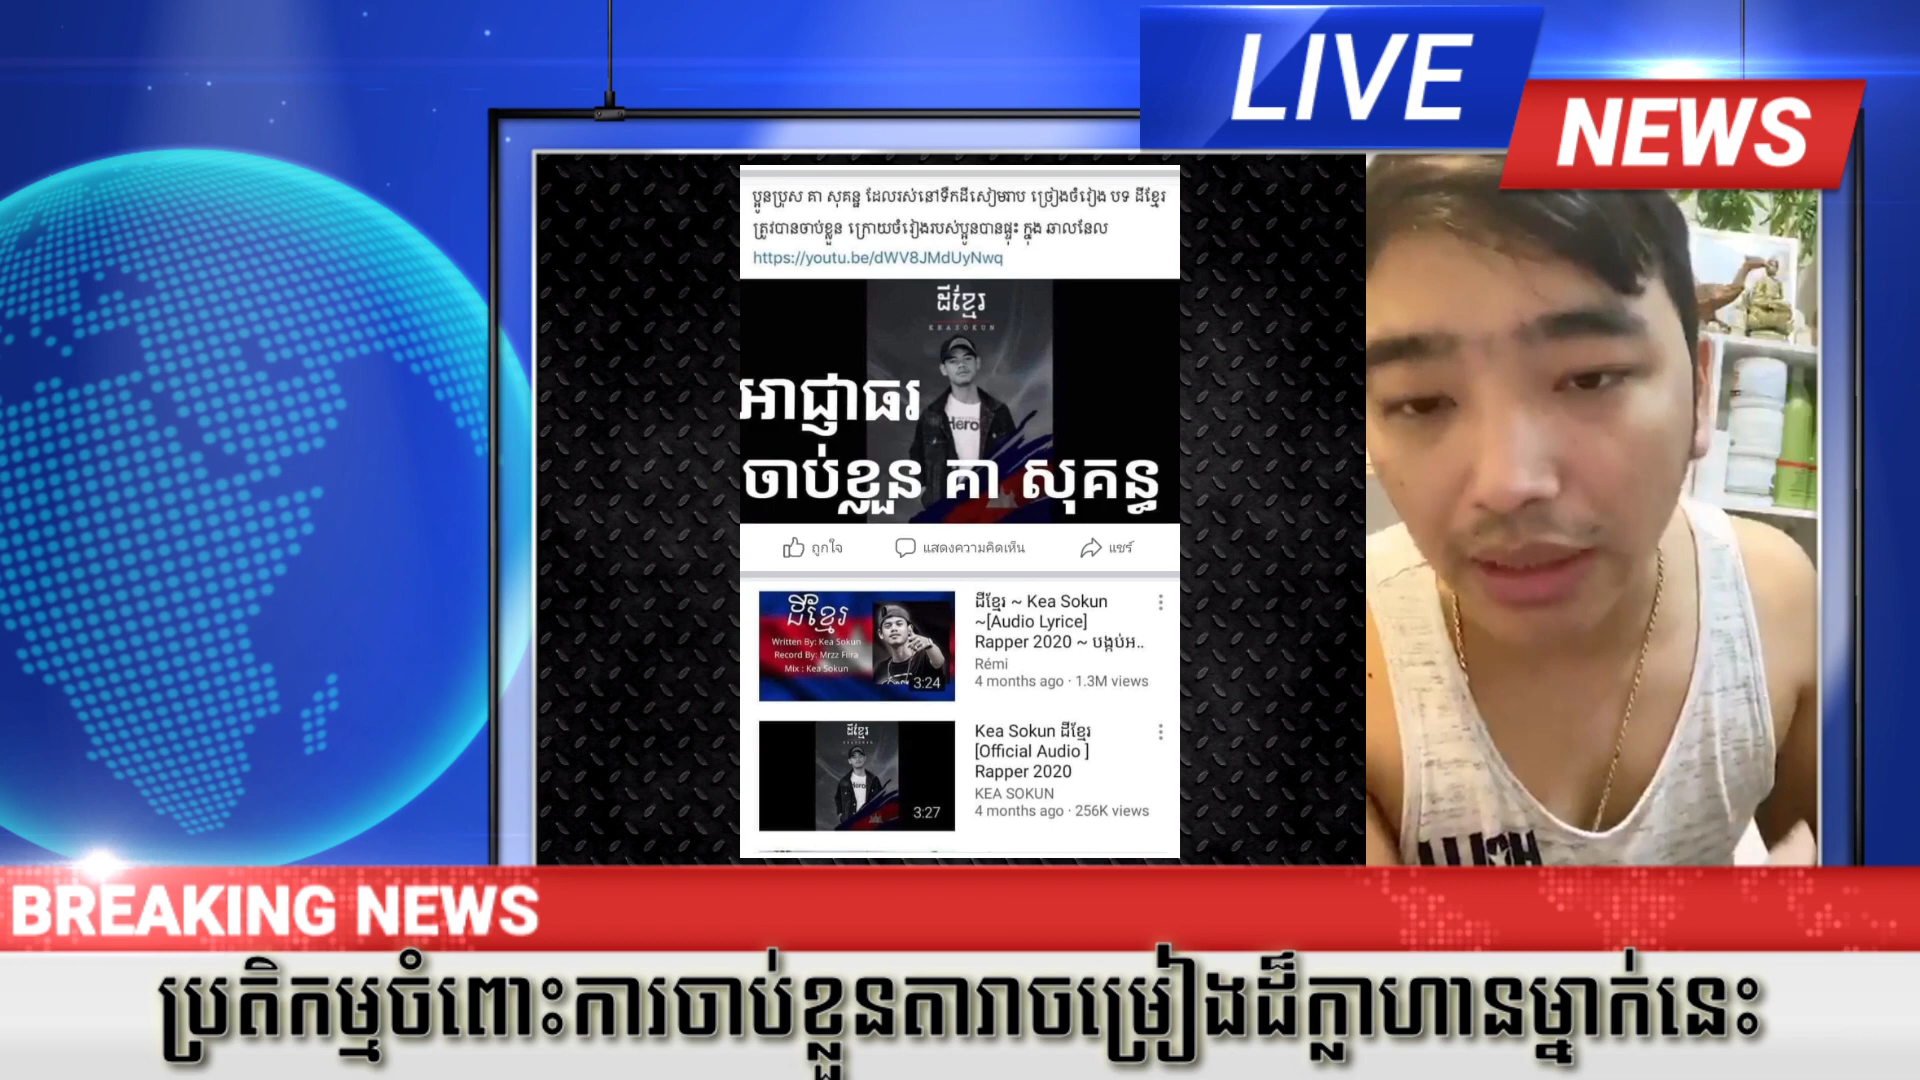 LIVE
NEWS
ប្អូនប្រុស គា សុគន្ធ ដែលរស់នៅទឹកដីសៀមរាប ច្រៀងចំរៀង បទ ដីខ្មែរ
ត្រូវបានចាប់ខ្លួន ក្រោយចំរៀងរបស់ប្អូនបានផ្ទុះ ក្នុង ឆាលនែល
https://youtu.be/dWV8JMdUyNwq
ដីខ្មែរ
KEASOKUN
Hero
អាជ្ញាធរ
ចាប់ខ្លួន គា សុគន្ធ
ถูกใจ แสดงความคิดเห็น แชร์
ដីខ្មែរ
Written By: Kea Sokun
Record By: Mrzz Fiira
Mix : Kea Sokun
3:24
ដីខ្មែរ ~ Kea Sokun
~[Audio Lyrice]
Rapper 2020 ~ បង្កប់អ..
Rémi
4 months ago · 1.3M views
ដីខ្មែរ
3:27
Kea Sokun ដីខ្មែរ
[Official Audio ]
Rapper 2020
KEA SOKUN
4 months ago · 256K views
BREAKING NEWS
ប្រតិកម្មចំពោះការចាប់ខ្លួនតារាចម្រៀងដ៏ក្លាហានម្នាក់នេះ